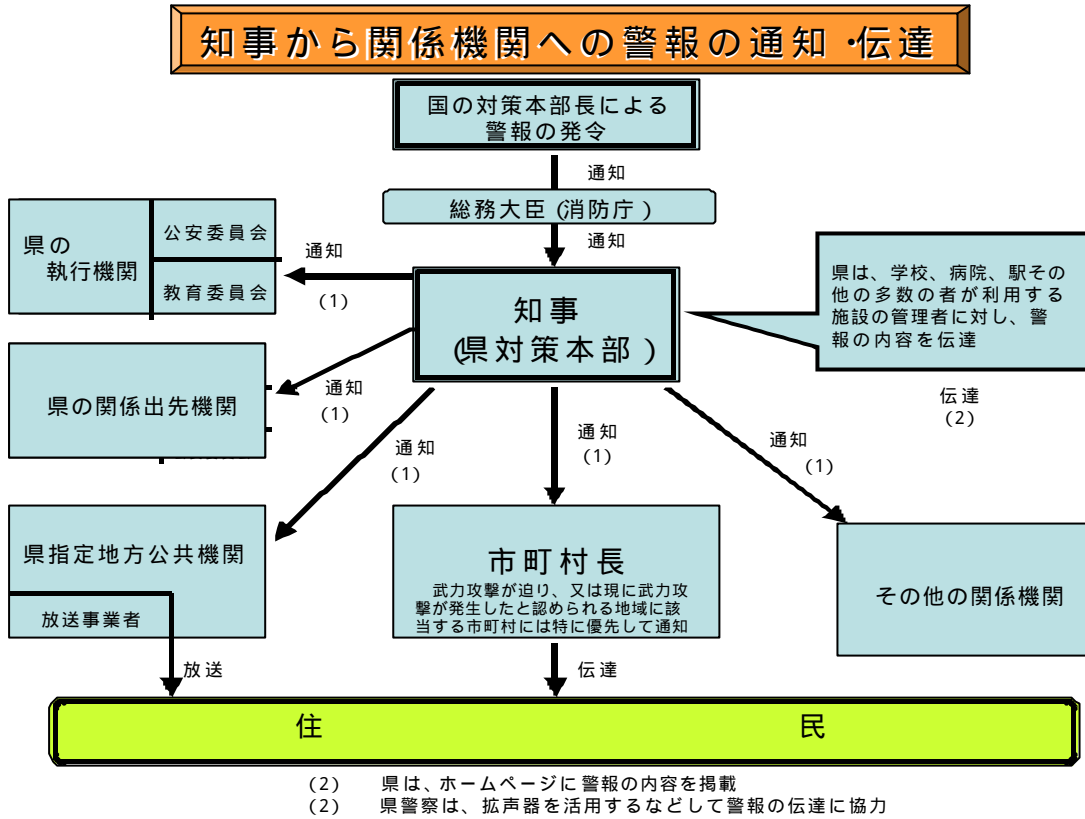 知事から関係機関への警報の通知・伝達
国の対策本部長による
警報の発令
通知
総務大臣(消防庁)
通知
県の
執行機関
公安委員会
教育委員会
通知
(1)
知事
(県対策本部)
県は、学校、病院、駅その
他の多数の者が利用する
施設の管理者に対し、警
報の内容を伝達
伝達
(2)
県の関係出先機関
通知
(1)
通知
(1)
通知
(1)
通知
(1)
県指定地方公共機関
放送事業者
放送
市町村長
武力攻撃が迫り、又は現に武力攻
撃が発生したと認められる地域に該
当する市町村には特に優先して通知
伝達
その他の関係機関
住民
(2) 県は、ホームページに警報の内容を掲載
(2) 県警察は、拡声器を活用するなどして警報の伝達に協力